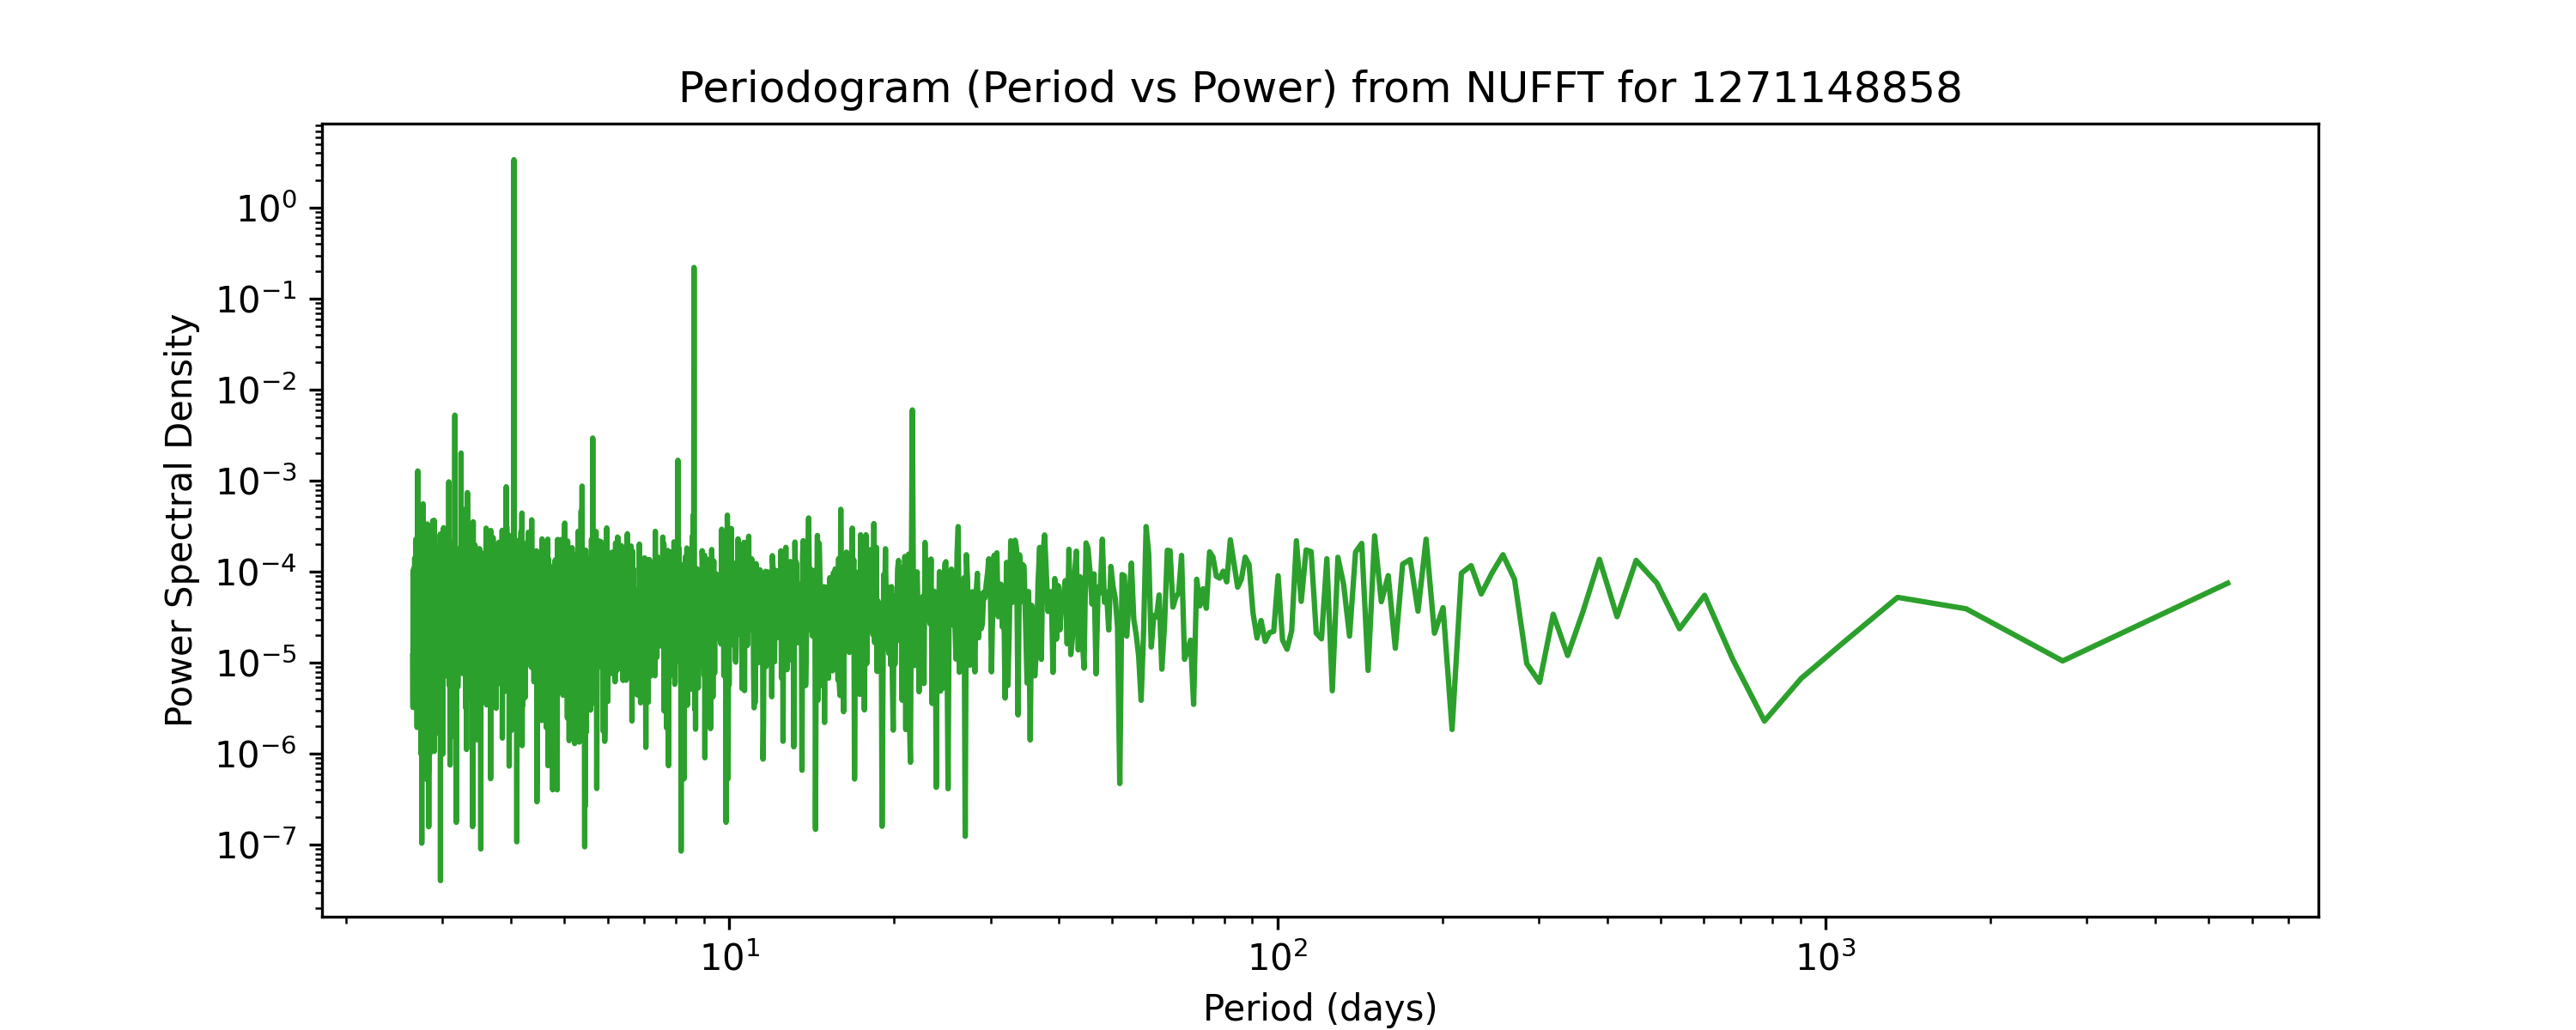 Periodogram (Period vs Power) from NUFFT for 1271148858
Power Spectral Density
10⁰
10⁻¹
10⁻²
10⁻³
10⁻⁴
10⁻⁵
10⁻⁶
10⁻⁷
10¹ 10² 10³
Period (days)